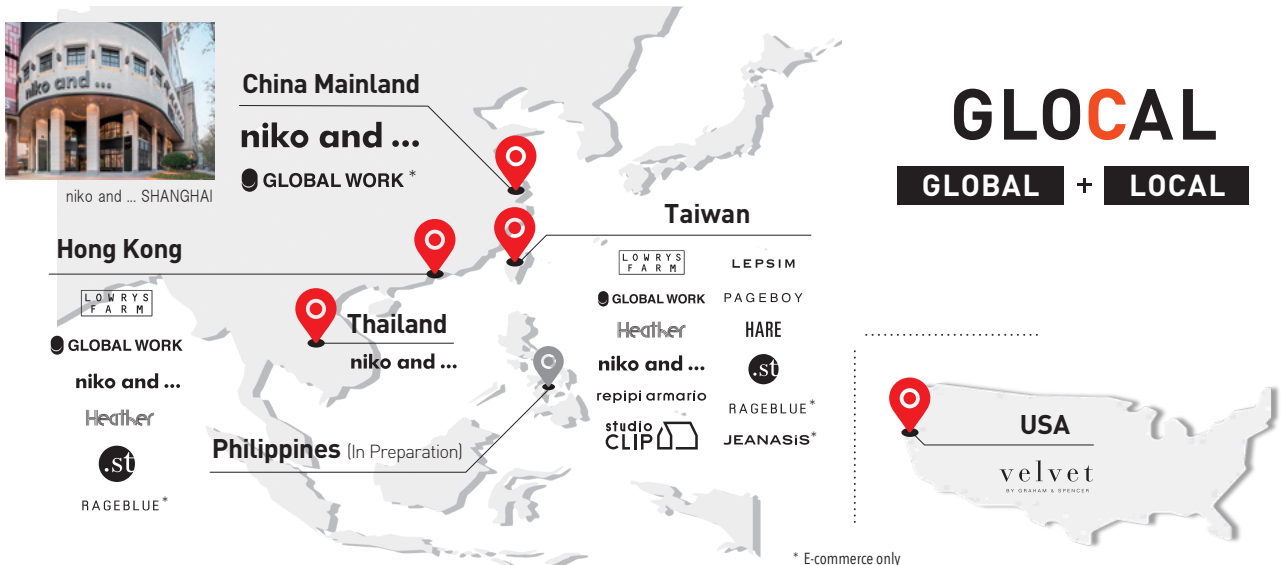 niko and ...
niko and ... SHANGHAI
China Mainland
niko and ...
GLOBAL WORK *
GLOCAL
GLOBAL + LOCAL
Hong Kong
LOWRYS
FARM
GLOBAL WORK
niko and ...
Heather
.st
RAGEBLUE*
Thailand
niko and ...
Philippines (In Preparation)
Taiwan
LOWRYS
FARM
LEPSIM
GLOBAL WORK
PAGEBOY
Heather
HARE
niko and ...
.st
repipi armario
RAGEBLUE*
studio
CLIP
JEANASiS*
USA
velvet
BY GRAHAM & SPENCER
* E-commerce only